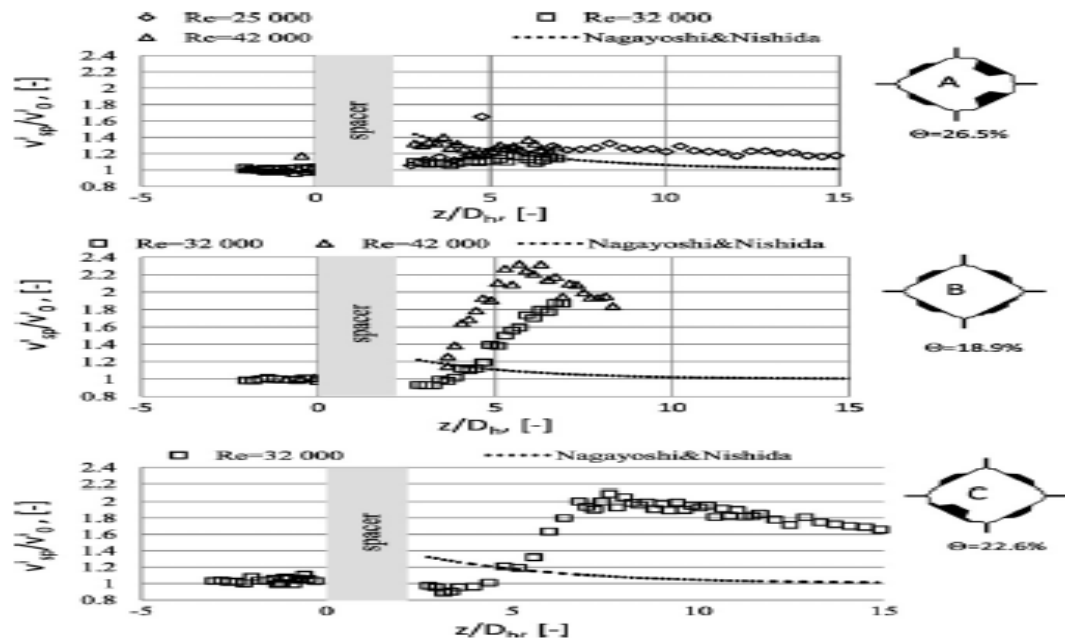 ◇ Re=25 000 □ Re=32 000
△ Re=42 000 ········ Nagayoshi&Nishida
2.4
2.2
2
1.8
1.6
1.4
1.2
1
0.8
v'sp/v'0, [-]
spacer
-5 0 5 10 15
z/Dh, [-]
A
Θ=26.5%
□ Re=32 000 △ Re=42 000 ········ Nagayoshi&Nishida
2.4
2.2
2
1.8
1.6
1.4
1.2
1
0.8
v'sp/v'0, [-]
spacer
-5 0 5 10 15
z/Dh, [-]
B
Θ=18.9%
□ Re=32 000 ········ Nagayoshi&Nishida
2.4
2.2
2
1.8
1.6
1.4
1.2
1
0.8
v'sp/v'0, [-]
spacer
-5 0 5 10 15
z/Dh, [-]
C
Θ=22.6%